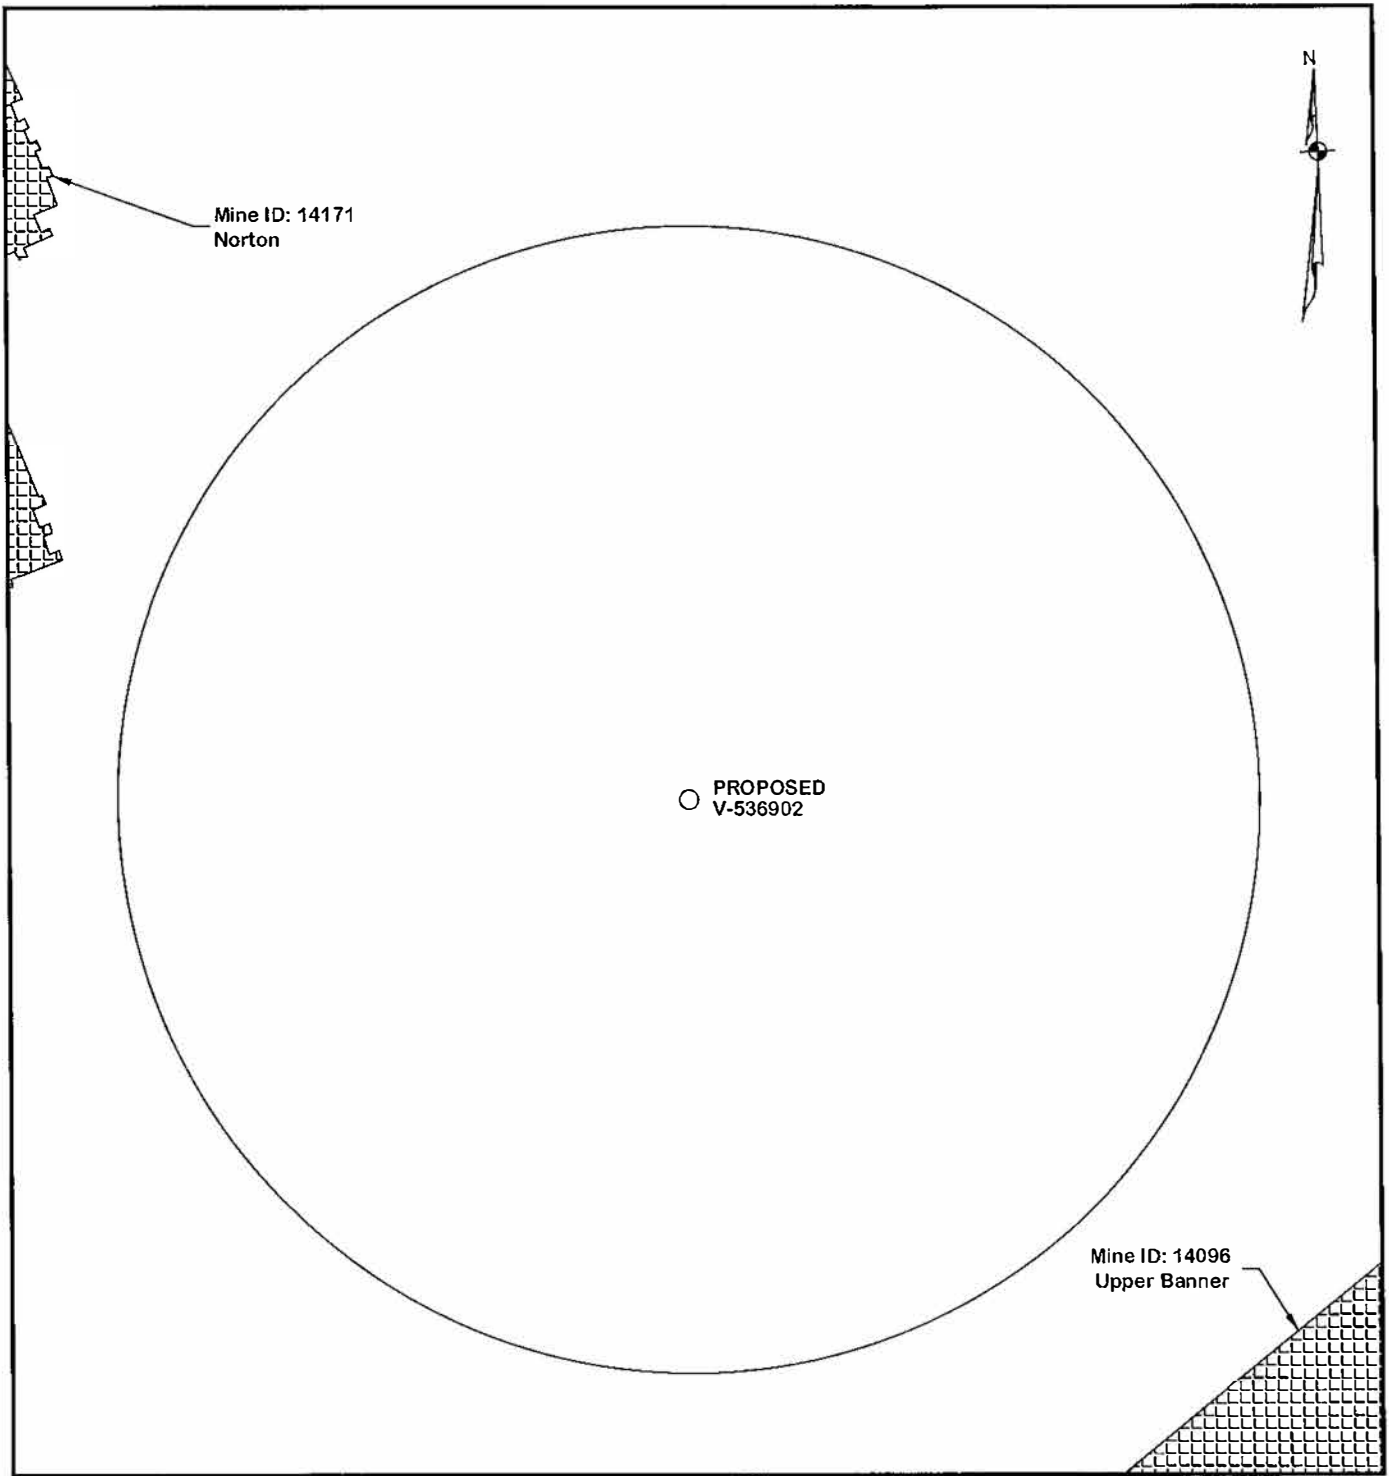 N
Mine ID: 14171
Norton
PROPOSED
V-536902
Mine ID: 14096
Upper Banner